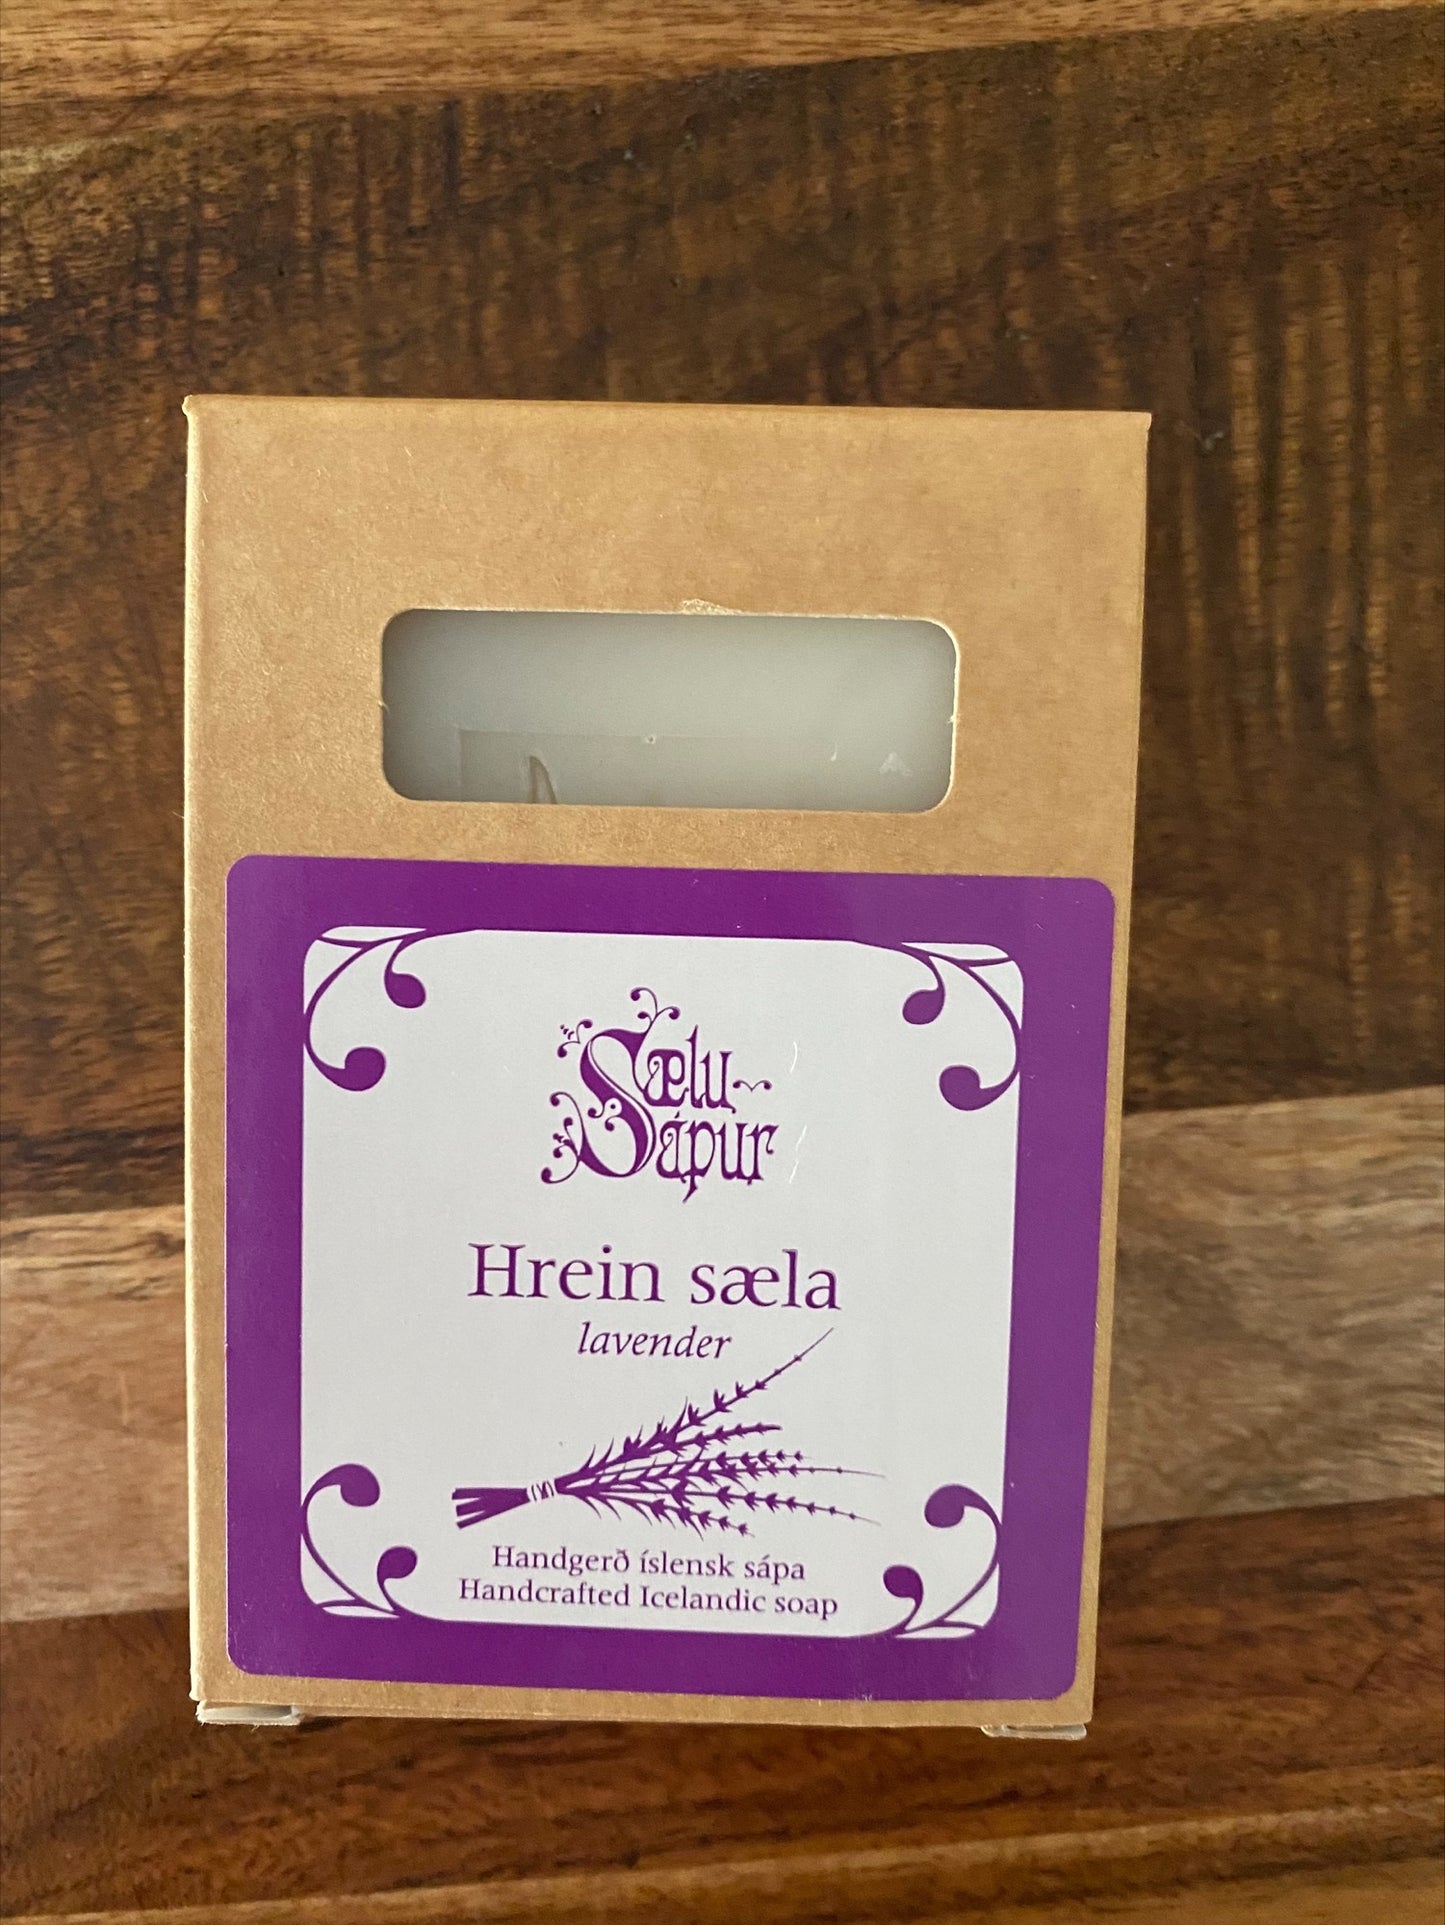 Sælu-
Sápur
Hrein sæla
lavender
Handgerð íslensk sápa
Handcrafted Icelandic soap